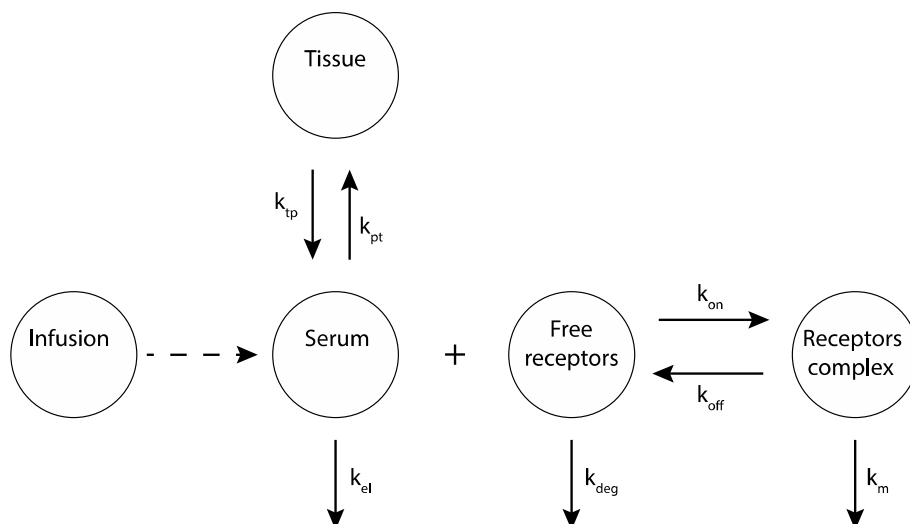 Tissue
k_tp
k_pt
Infusion
Serum
+
Free
receptors
k_on
k_off
Receptors
complex
k_el
k_deg
k_m